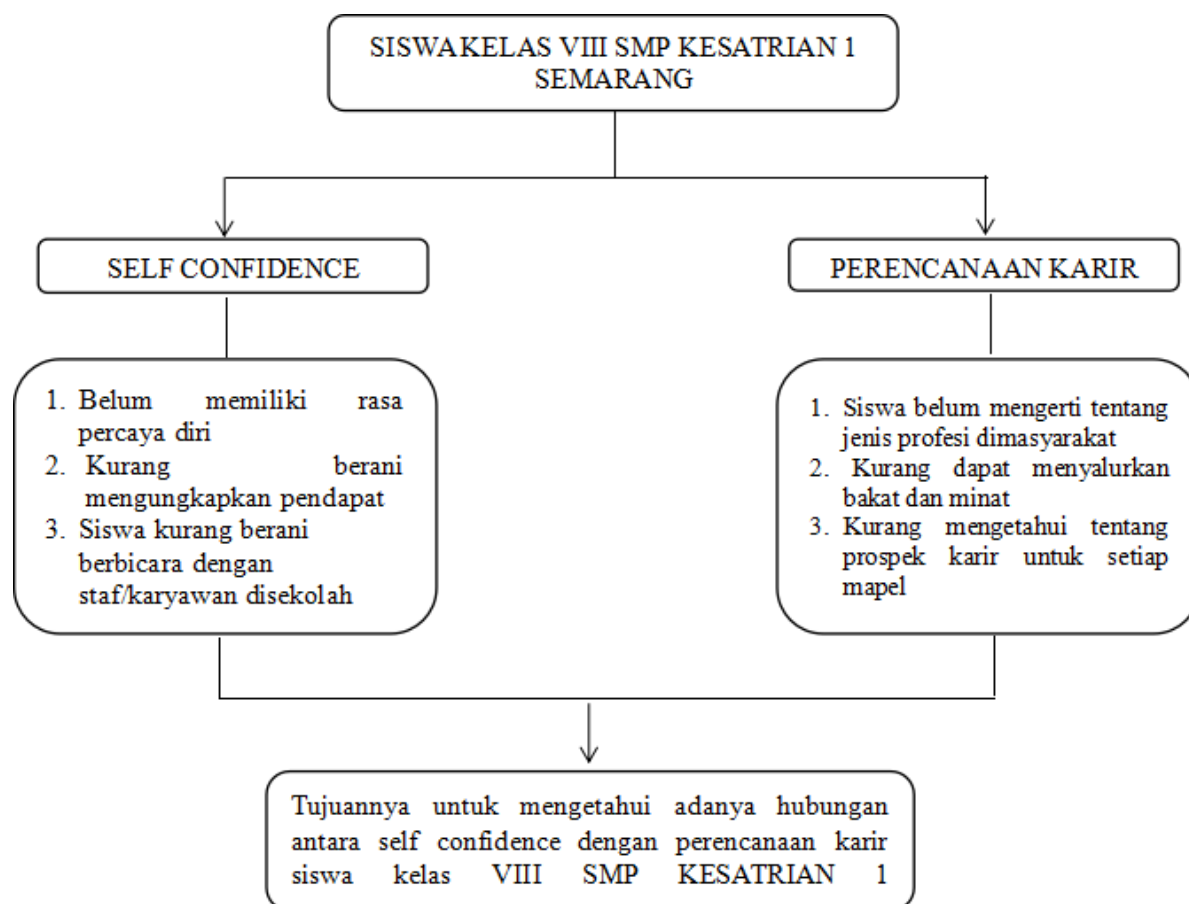 SISWAKELAS VIII SMP KESATRIAN 1
SEMARANG
SELF CONFIDENCE
PERENCANAAN KARIR
1. Belum memiliki rasa
percaya diri
2. Kurang berani
mengungkapkan pendapat
3. Siswa kurang berani
berbicara dengan
staf/karyawan disekolah
1. Siswa belum mengerti tentang
jenis profesi dimasyarakat
2. Kurang dapat menyalurkan
bakat dan minat
3. Kurang mengetahui tentang
prospek karir untuk setiap
mapel
Tujuannya untuk mengetahui adanya hubungan
antara self confidence dengan perencanaan karir
siswa kelas VIII SMP KESATRIAN 1